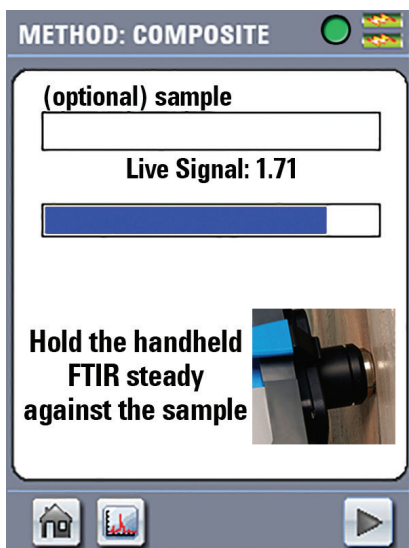 METHOD: COMPOSITE
(optional) sample
Live Signal: 1.71
Hold the handheld
FTIR steady
against the sample